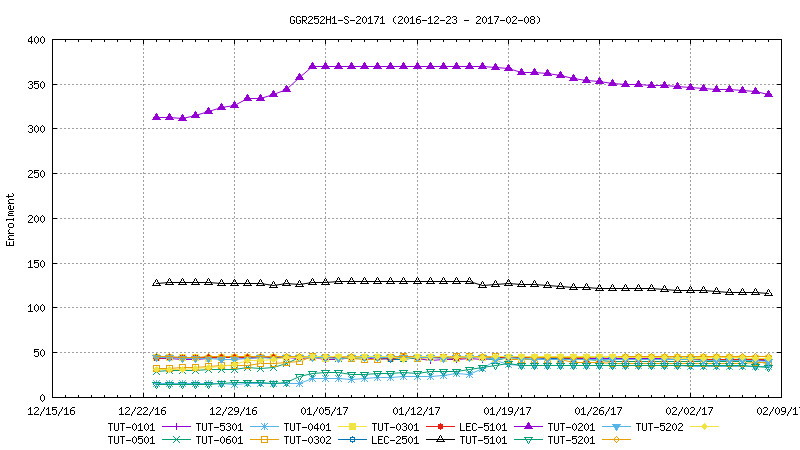 GGR252H1-S-20171 (2016-12-23 - 2017-02-08)
400
350
300
250
200
150
100
50
0
Enrolment
12/15/16 12/22/16 12/29/16 01/05/17 01/12/17 01/19/17 01/26/17 02/02/17 02/09/17
TUT-0101 TUT-5301 TUT-0401 TUT-0301 LEC-5101 TUT-0201 TUT-5202
TUT-0501 TUT-0601 TUT-0302 LEC-2501 TUT-5101 TUT-5201